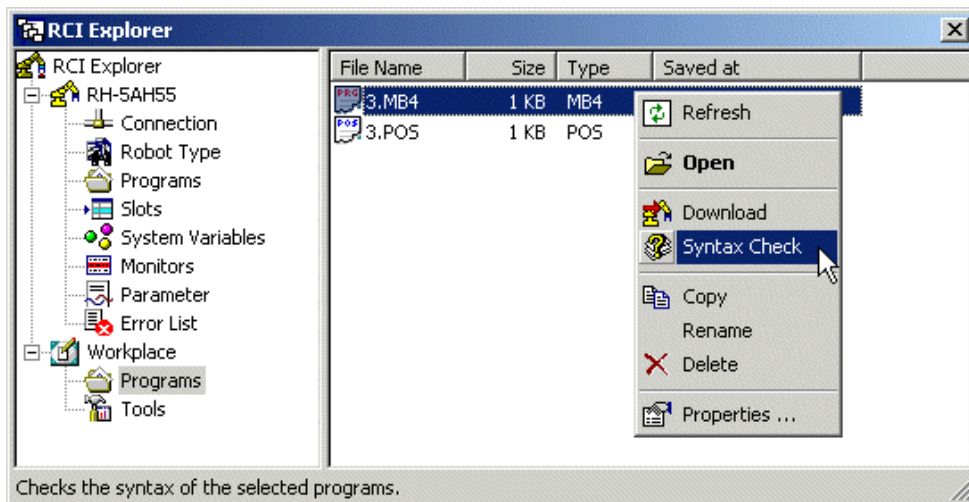 RCI Explorer
RCI Explorer
RH-5AH55
Connection
Robot Type
Programs
Slots
System Variables
Monitors
Parameter
Error List
Workplace
Programs
Tools
File Name Size Type Saved at
PRG 3.MB4 1 KB MB4
POS 3.POS 1 KB POS
Refresh
Open
Download
Syntax Check
Copy
Rename
Delete
Properties ...
Checks the syntax of the selected programs.